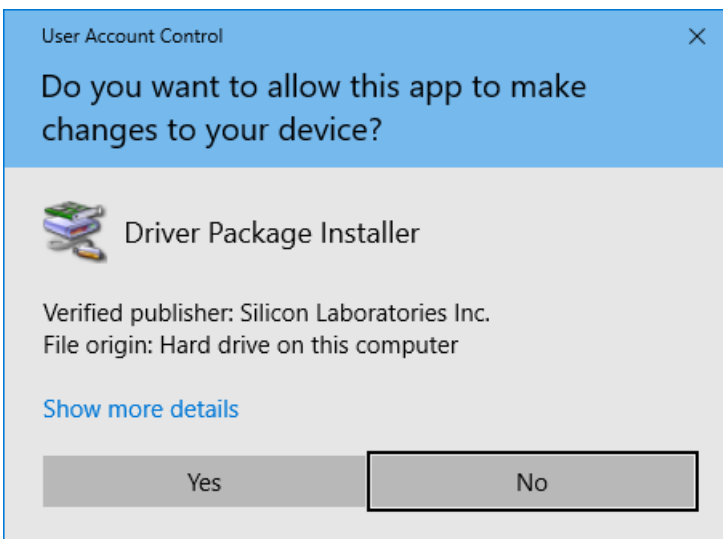 User Account Control
Do you want to allow this app to make
changes to your device?
Driver Package Installer
Verified publisher: Silicon Laboratories Inc.
File origin: Hard drive on this computer
Show more details
Yes
No